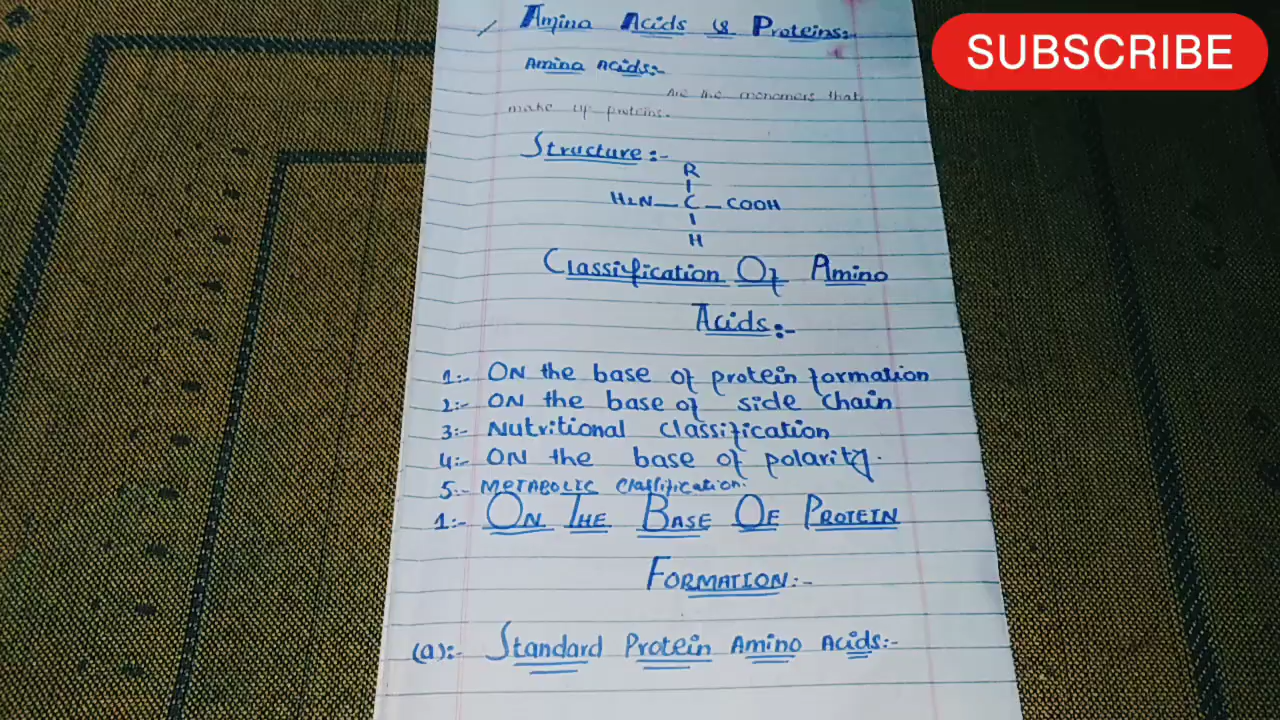 Amino Acids & Proteins:-
SUBSCRIBE
Amino Acids:-
Are the monomers that
make up proteins.
Structure:-
R
H2N — C — COOH
H
Classification Of Amino
Acids:-
1:- ON the base of protein formation
2:- ON the base of side chain
3:- Nutritional classification
4:- ON the base of polarity.
5:- METABOLIC classification.
1:- ON THE BASE OF PROTEIN
FORMATION:-
(a):- Standard Protein Amino Acids:-